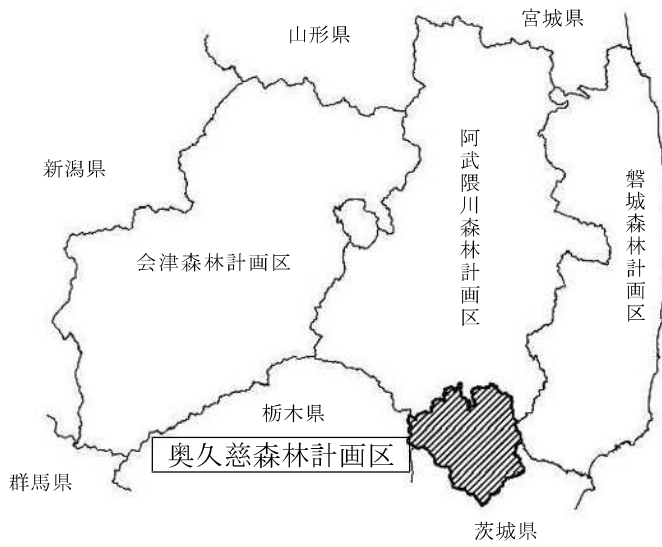 宮城県
山形県
新潟県
阿武隈川森林計画区
磐城森林計画区
会津森林計画区
栃木県
奥久慈森林計画区
群馬県
茨城県